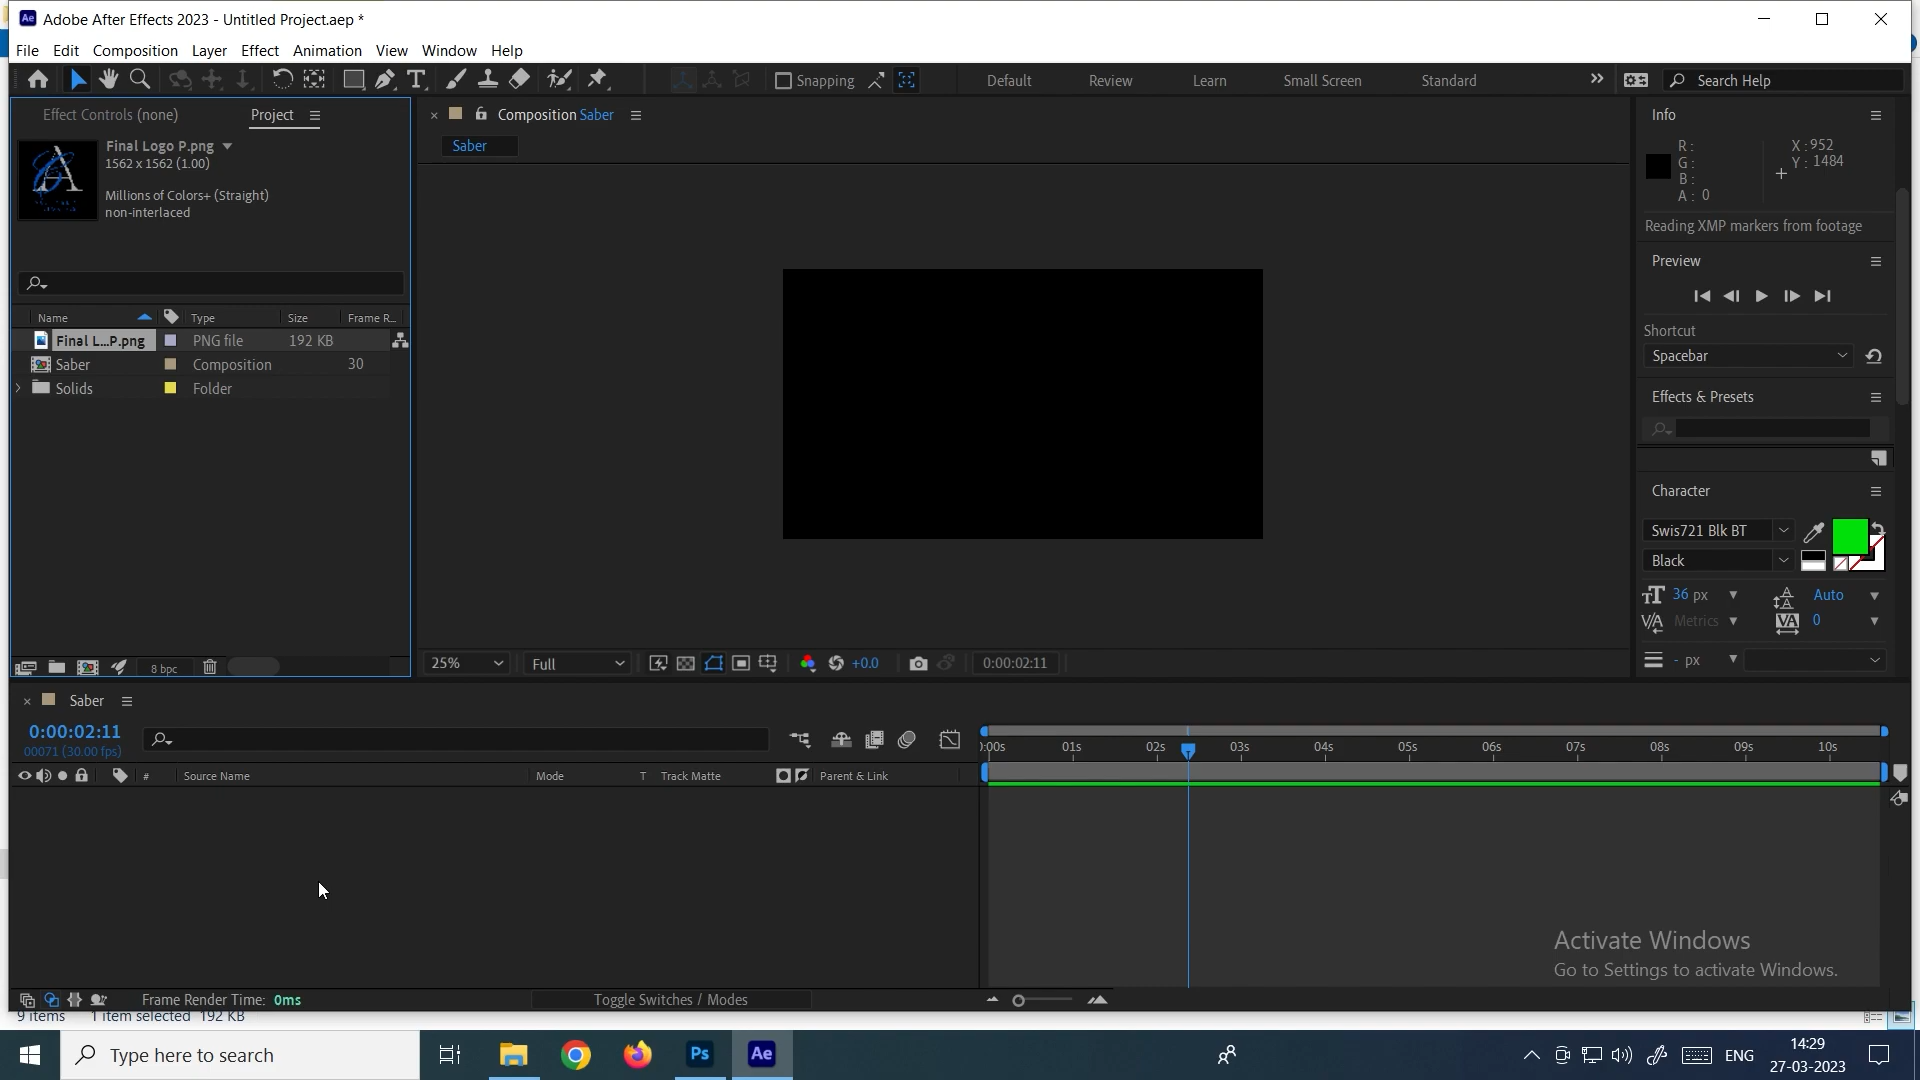 Adobe After Effects 2023 - Untitled Project.aep *
File Edit Composition Layer Effect Animation View Window Help
Snapping Default Review Learn Small Screen Standard Search Help
Effect Controls (none) Project
Composition Saber
Info
Final Logo P.png
1562 x 1562 (1.00)
Millions of Colors+ (Straight)
non-interlaced
Saber
R :
G :
B :
A : 0
X : 952
Y : 1484
Reading XMP markers from footage
Preview
Name Type Size Frame R...
Final L...P.png PNG file 192 KB
Saber Composition 30
Solids Folder
Shortcut
Spacebar
Effects & Presets
Character
Swis721 Blk BT
Black
36 px Auto
Metrics 0
- px
8 bpc
25% Full +0.0 0:00:02:11
Saber
0:00:02:11
00071 (30.00 fps)
:00s 01s 02s 03s 04s 05s 06s 07s 08s 09s 10s
# Source Name Mode T Track Matte Parent & Link
Activate Windows
Go to Settings to activate Windows.
Frame Render Time: 0ms Toggle Switches / Modes
9 items 1 item selected 192 KB
Type here to search Ps Ae ENG
14:29
27-03-2023